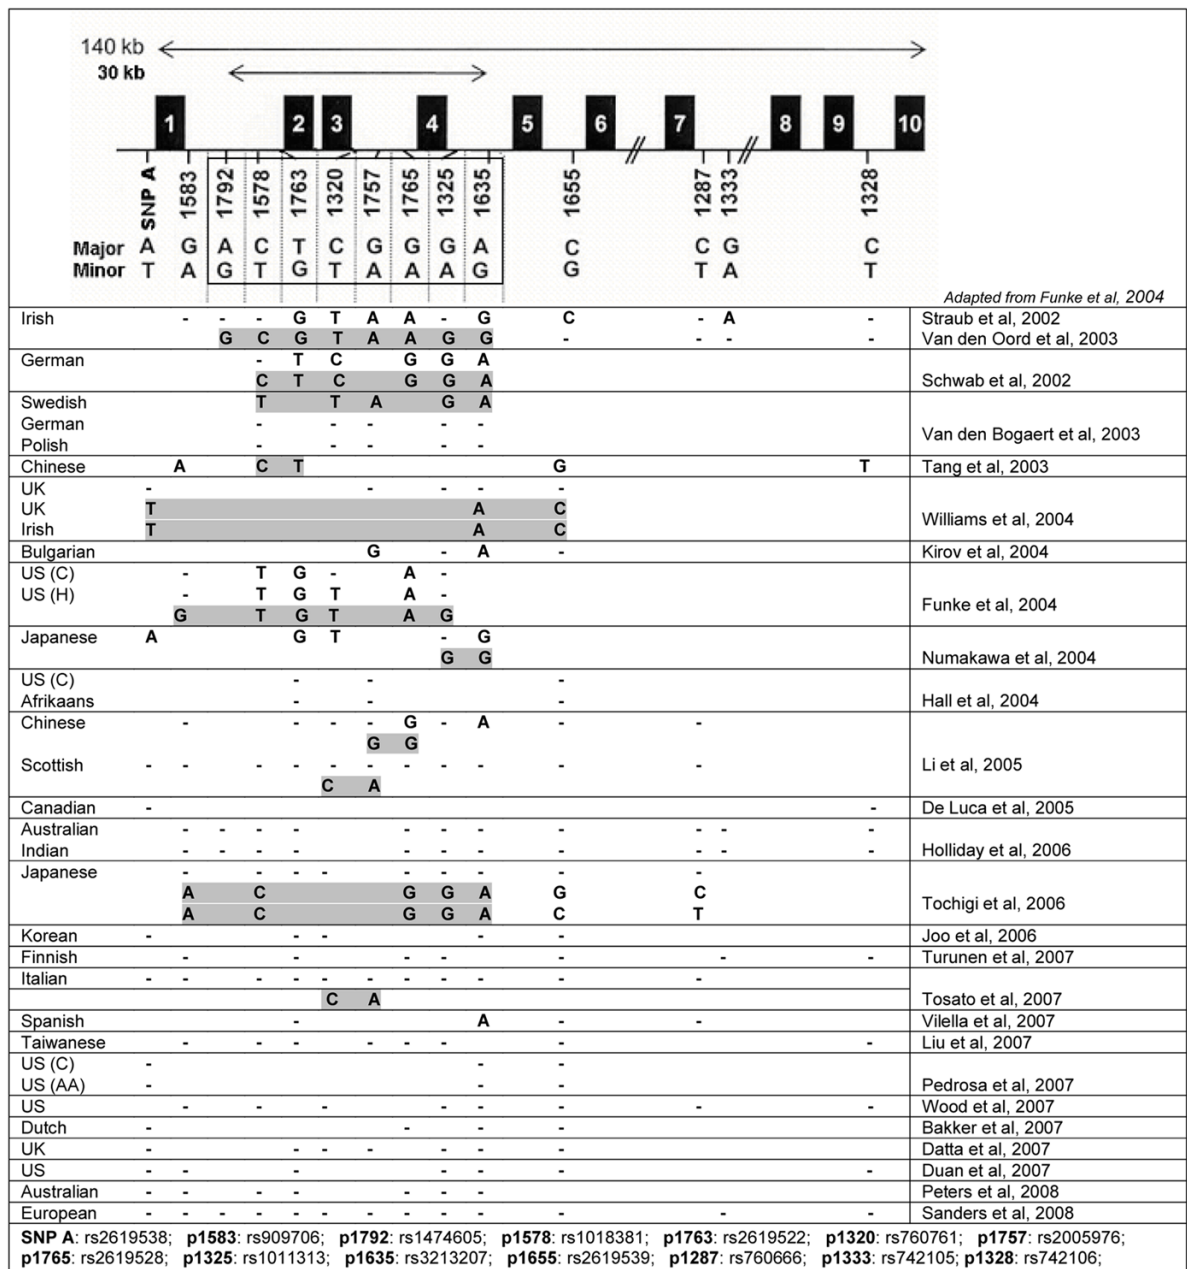 140 kb
30 kb
1 2 3 4 5 6 7 8 9 10
SNP A 1583 1792 1578 1763 1320 1757 1765 1325 1635 1655 1287 1333 1328
Major A G A C T C G G G A C C G C
Minor T A G T G T A A A G G T A T
Adapted from Funke et al, 2004
Irish - - - G T A A - G C - A - Straub et al, 2002
G C G T A A G G - - - - Van den Oord et al, 2003
German - T C G G A
C T C G G A Schwab et al, 2002
Swedish T T A G A
German - - - - -
Polish - - - - - Van den Bogaert et al, 2003
Chinese A C T G T Tang et al, 2003
UK - - - - -
UK T A C
Irish T A C Williams et al, 2004
Bulgarian G - A - Kirov et al, 2004
US (C) - T G - A -
US (H) - T G T A -
G T G T A G Funke et al, 2004
Japanese A G T - G
G G Numakawa et al, 2004
US (C) - - -
Afrikaans - - - Hall et al, 2004
Chinese - - - - G A - -
G G
Scottish - - - - - - - - - - - Li et al, 2005
C A
Canadian - - De Luca et al, 2005
Australian - - - - - - - - - - -
Indian - - - - - - - - - - - Holliday et al, 2006
Japanese - - - - - - - - -
A C G G A G C
A C G G A C T Tochigi et al, 2006
Korean - - - - - Joo et al, 2006
Finnish - - - - - - - Turunen et al, 2007
Italian - - - - - - - - - - -
C A Tosato et al, 2007
Spanish - A - - Vilella et al, 2007
Taiwanese - - - - - - - - Liu et al, 2007
US (C) - - -
US (AA) - - - Pedrosa et al, 2007
US - - - - - - - - Wood et al, 2007
Dutch - - - - Bakker et al, 2007
UK - - - - - - Datta et al, 2007
US - - - - - - Duan et al, 2007
Australian - - - - - - - Peters et al, 2008
European - - - - - - - - - - - - - Sanders et al, 2008
SNP A: rs2619538; p1583: rs909706; p1792: rs1474605; p1578: rs1018381; p1763: rs2619522; p1320: rs760761; p1757: rs2005976;
p1765: rs2619528; p1325: rs1011313; p1635: rs3213207; p1655: rs2619539; p1287: rs760666; p1333: rs742105; p1328: rs742106;